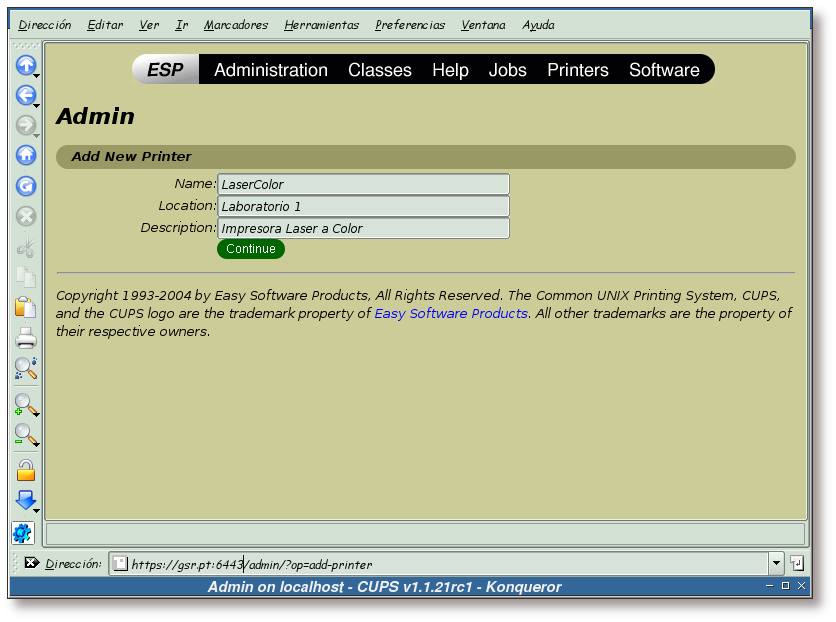 Dirección Editar Ver Ir Marcadores Herramientas Preferencias Ventana Ayuda
ESP Administration Classes Help Jobs Printers Software
Admin
Add New Printer
Name: LaserColor
Location: Laboratorio 1
Description: Impresora Laser a Color
Continue
Copyright 1993-2004 by Easy Software Products, All Rights Reserved. The Common UNIX Printing System, CUPS,
and the CUPS logo are the trademark property of Easy Software Products. All other trademarks are the property of
their respective owners.
Dirección: https://gsr.pt:6443/admin/?op=add-printer
Admin on localhost - CUPS v1.1.21rc1 - Konqueror